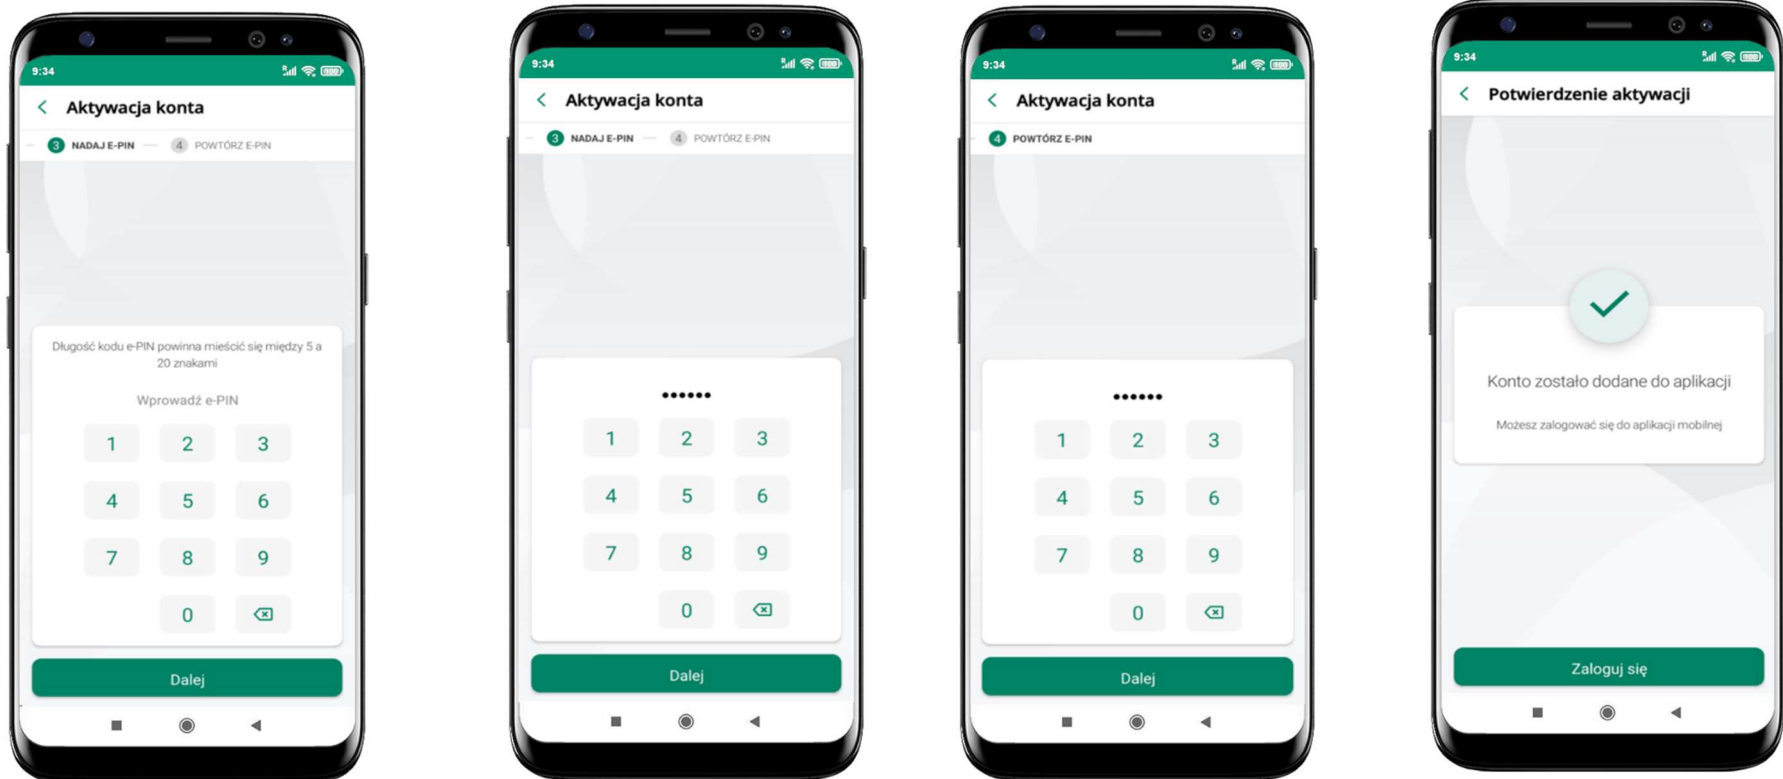 9:34
Aktywacja konta
3 NADAJ E-PIN 4 POWTÓRZ E-PIN
Długość kodu e-PIN powinna mieścić się między 5 a
20 znakami
Wprowadź e-PIN
1 2 3
4 5 6
7 8 9
0
Dalej
9:34
Aktywacja konta
3 NADAJ E-PIN 4 POWTÓRZ E-PIN
••••••
1 2 3
4 5 6
7 8 9
0
Dalej
9:34
Aktywacja konta
4 POWTÓRZ E-PIN
••••••
1 2 3
4 5 6
7 8 9
0
Dalej
9:34
Potwierdzenie aktywacji
Konto zostało dodane do aplikacji
Możesz zalogować się do aplikacji mobilnej
Zaloguj się